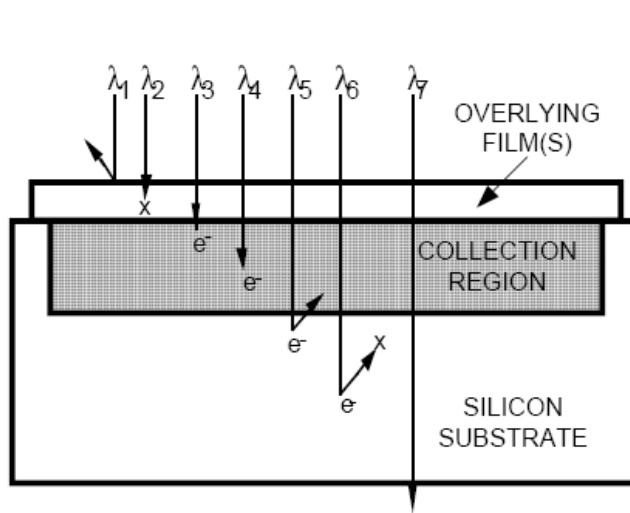 λ1 λ2 λ3 λ4 λ5 λ6 λ7
OVERLYING
FILM(S)
x
e-
COLLECTION
REGION
e-
e-
x
e-
SILICON
SUBSTRATE